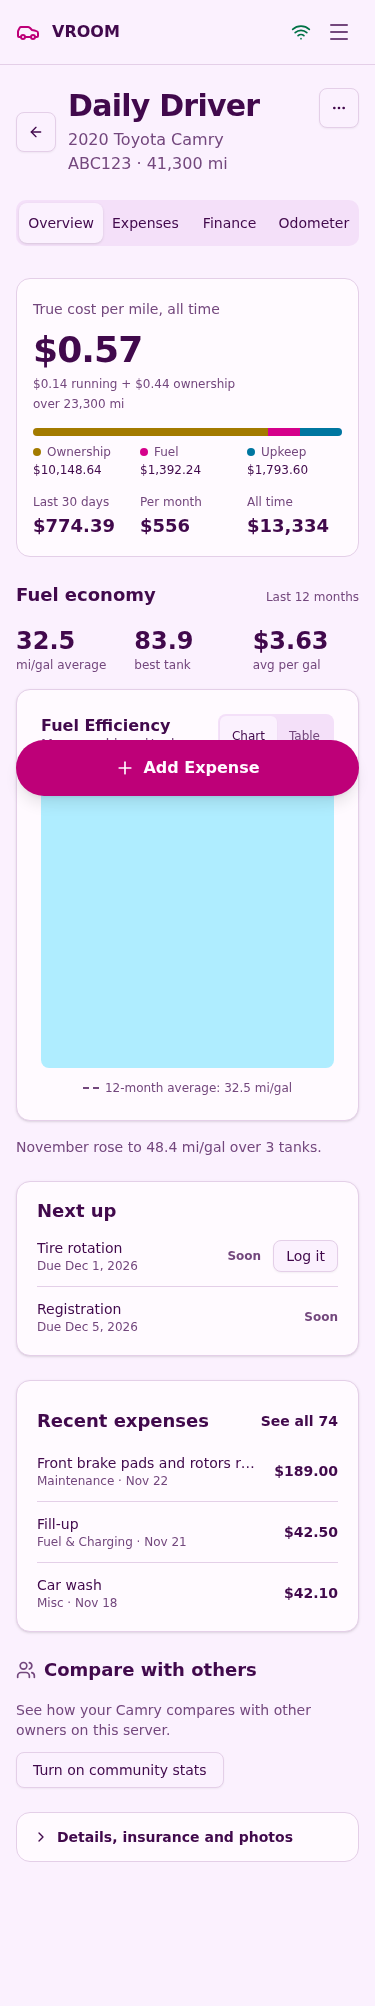 VROOM
Daily Driver
2020 Toyota Camry
ABC123 · 41,300 mi
Overview
Expenses
Finance
Odometer
True cost per mile, all time
$0.57
$0.14 running + $0.44 ownership
over 23,300 mi
Ownership
Fuel
Upkeep
$10,148.64
$1,392.24
$1,793.60
Last 30 days
Per month
All time
$774.39
$556
$13,334
Fuel economy
Last 12 months
32.5
83.9
$3.63
mi/gal average
best tank
avg per gal
Fuel Efficiency
Chart
Table
Add Expense
12-month average: 32.5 mi/gal
November rose to 48.4 mi/gal over 3 tanks.
Next up
Tire rotation
Due Dec 1, 2026
Soon
Log it
Registration
Due Dec 5, 2026
Soon
Recent expenses
See all 74
Front brake pads and rotors r...
Maintenance · Nov 22
$189.00
Fill-up
Fuel & Charging · Nov 21
$42.50
Car wash
Misc · Nov 18
$42.10
Compare with others
See how your Camry compares with other
owners on this server.
Turn on community stats
Details, insurance and photos